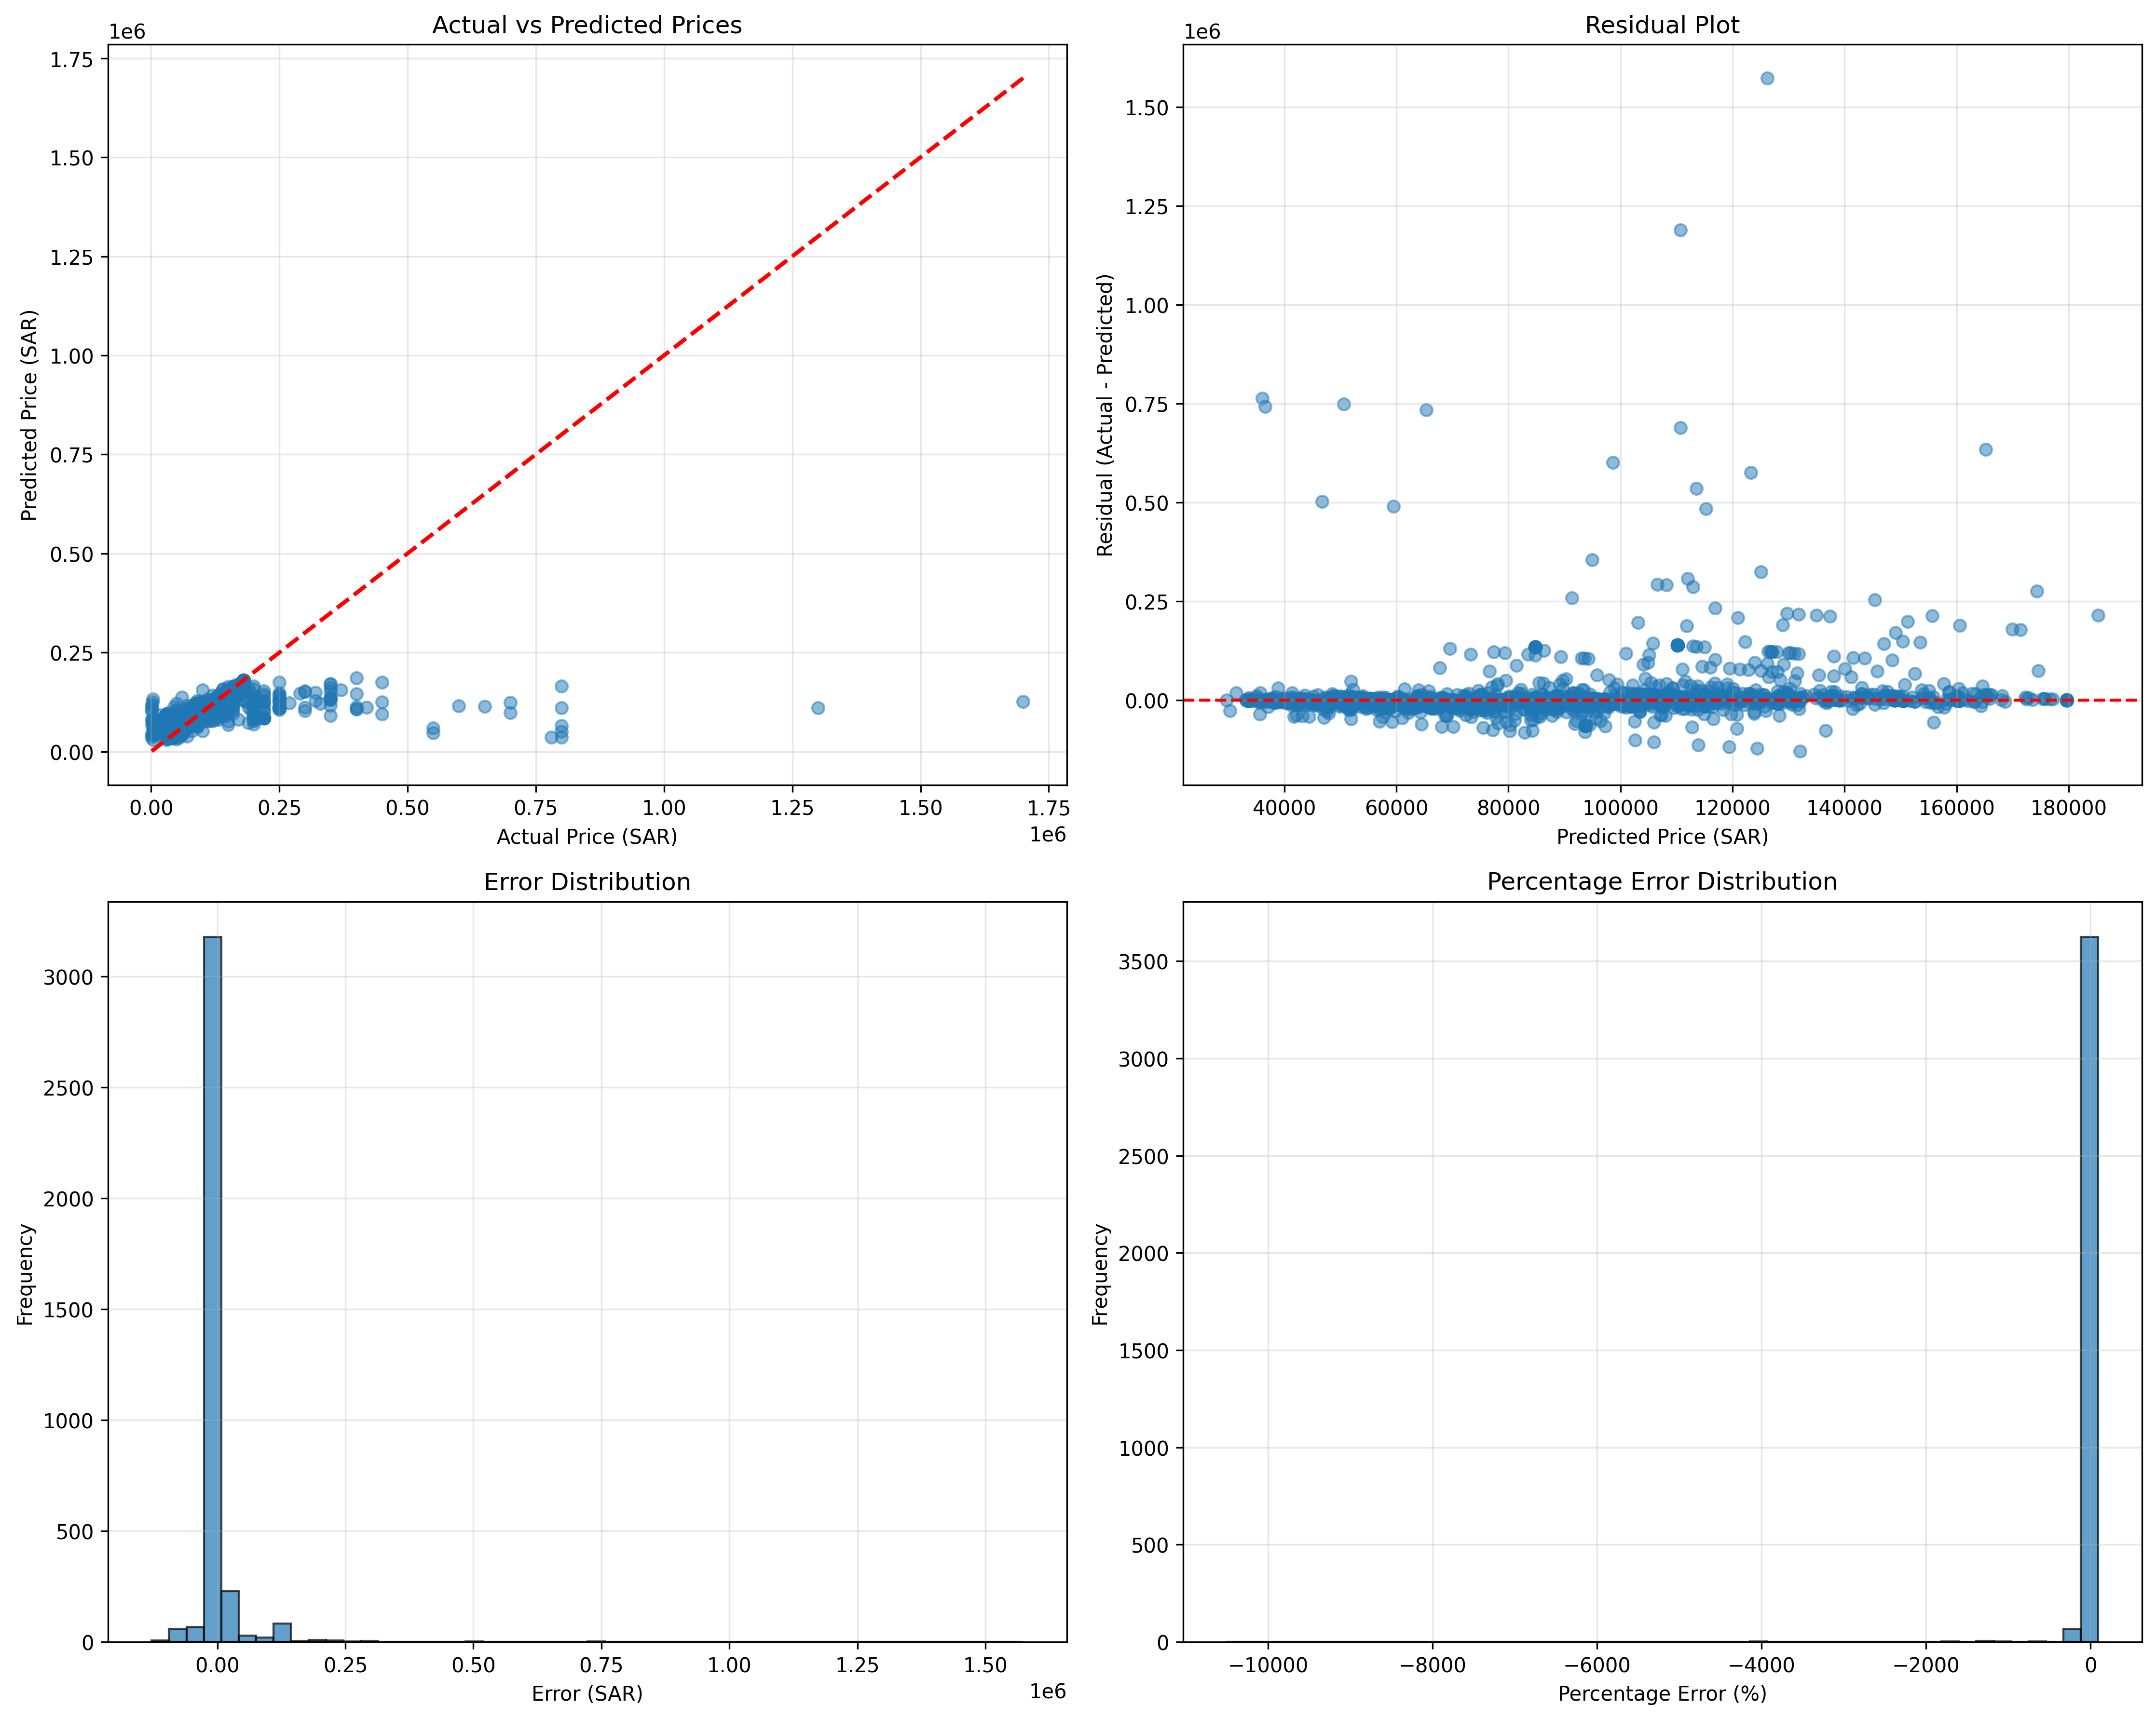 Actual vs Predicted Prices
1e6
1.75
1.50
1.25
1.00
0.75
0.50
0.25
0.00
Predicted Price (SAR)
0.00 0.25 0.50 0.75 1.00 1.25 1.50 1.75
1e6
Actual Price (SAR)
Residual Plot
1e6
1.50
1.25
1.00
0.75
0.50
0.25
0.00
Residual (Actual - Predicted)
40000 60000 80000 100000 120000 140000 160000 180000
Predicted Price (SAR)
Error Distribution
3000
2500
2000
1500
1000
500
0
Frequency
0.00 0.25 0.50 0.75 1.00 1.25 1.50
1e6
Error (SAR)
Percentage Error Distribution
3500
3000
2500
2000
1500
1000
500
0
Frequency
−10000 −8000 −6000 −4000 −2000 0
Percentage Error (%)